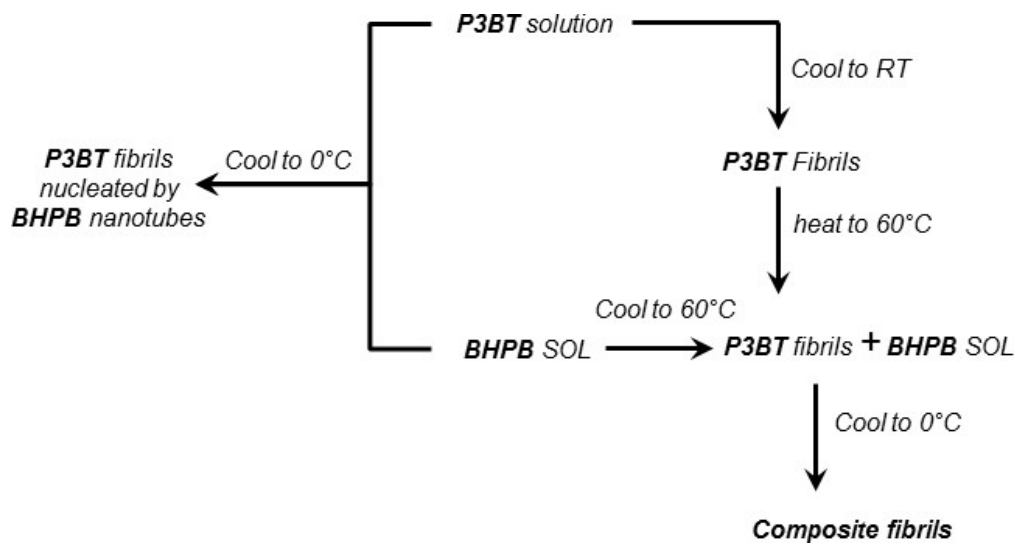 P3BT solution
Cool to RT
P3BT fibrils
nucleated by
BHPB nanotubes
Cool to 0°C
P3BT Fibrils
heat to 60°C
BHPB SOL
Cool to 60°C
P3BT fibrils + BHPB SOL
Cool to 0°C
Composite fibrils